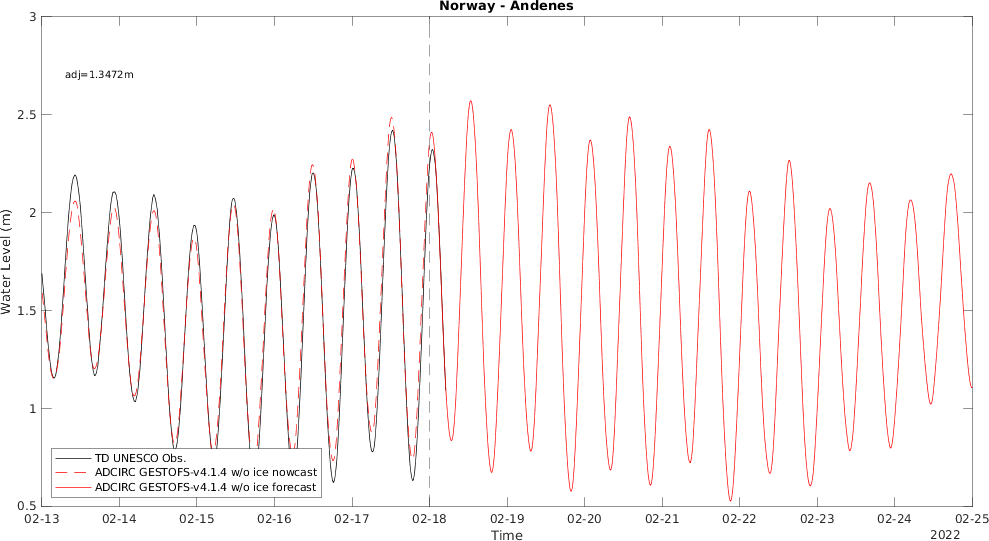 Norway - Andenes
3
adj=1.3472m
2.5
2
Water Level (m)
1.5
1
TD UNESCO Obs.
ADCIRC GESTOFS-v4.1.4 w/o ice nowcast
ADCIRC GESTOFS-v4.1.4 w/o ice forecast
0.5
02-13 02-14 02-15 02-16 02-17 02-18 02-19 02-20 02-21 02-22 02-23 02-24 02-25
Time
2022